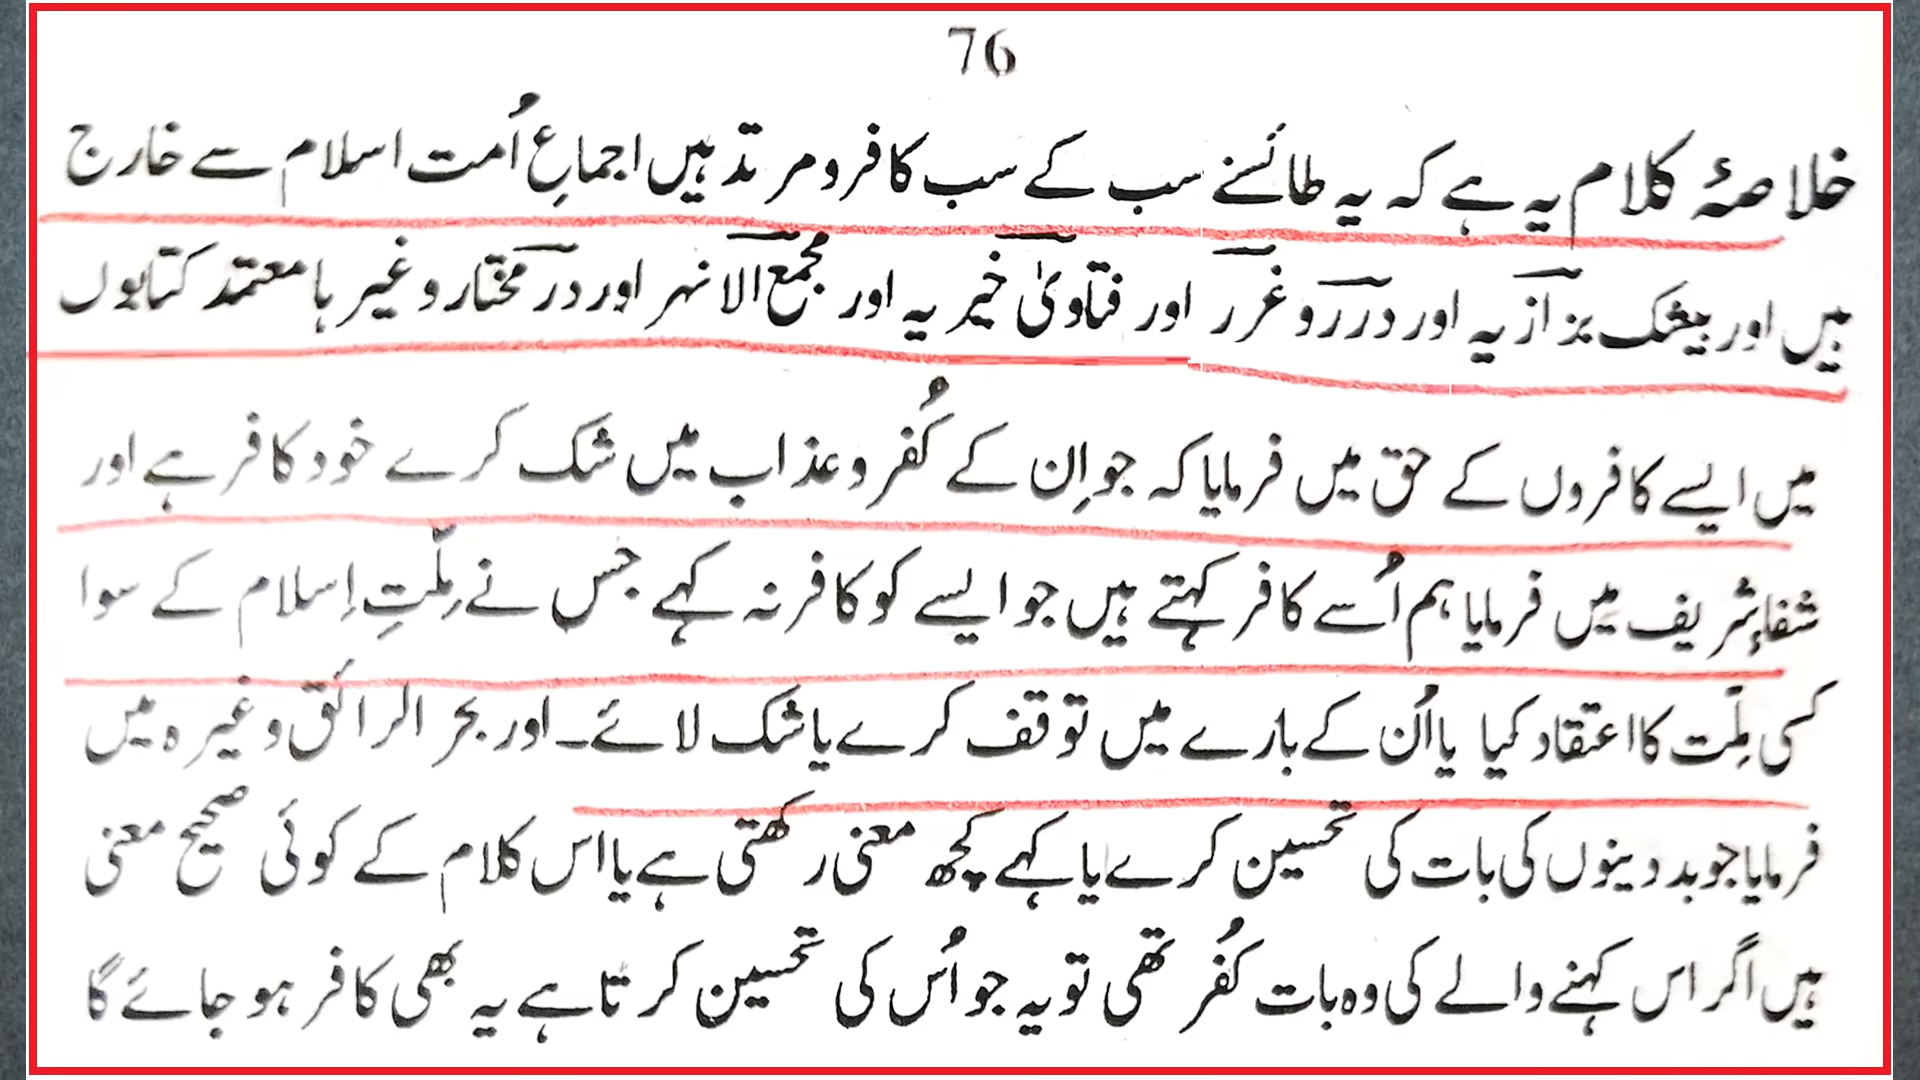 76
خلاصۂ کلام یہ ہے کہ یہ طائفے سب کے سب کافر و مرتد ہیں اجماعِ اُمت اسلام سے خارج
ہیں اور بیشک بزازیہ اور درر و غرر اور فتاویٰ خیریہ اور مجمع الانہر اور درمختار وغیرہا معتمد کتابوں
میں ایسے کافروں کے حق میں فرمایا کہ جو اِن کے کُفر و عذاب میں شک کرے خود کافر ہے اور
شفاءِ شریف میں فرمایا ہم اُسے کافر کہتے ہیں جو ایسے کو کافر نہ کہے جس نے مِلّتِ اِسلام کے سوا
کسی مِلّت کا اعتقاد کیا یا اُن کے بارے میں توقف کرے یا شک لائے۔ اور بحر الرائق وغیرہ میں
فرمایا جو بد دینوں کی بات کی تحسین کرے یا کہے کچھ معنی رکھتی ہے یا اس کلام کے کوئی صحیح معنی
ہیں اگر اس کہنے والے کی وہ بات کُفر تھی تو یہ جو اُس کی تحسین کرتا ہے یہ بھی کافر ہو جائے گا